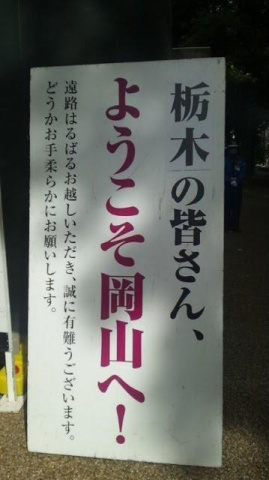 栃木の皆さん、
ようこそ岡山へ！
遠路はるばるお越しいただき、誠に有難うございます。
どうかお手柔らかにお願いします。